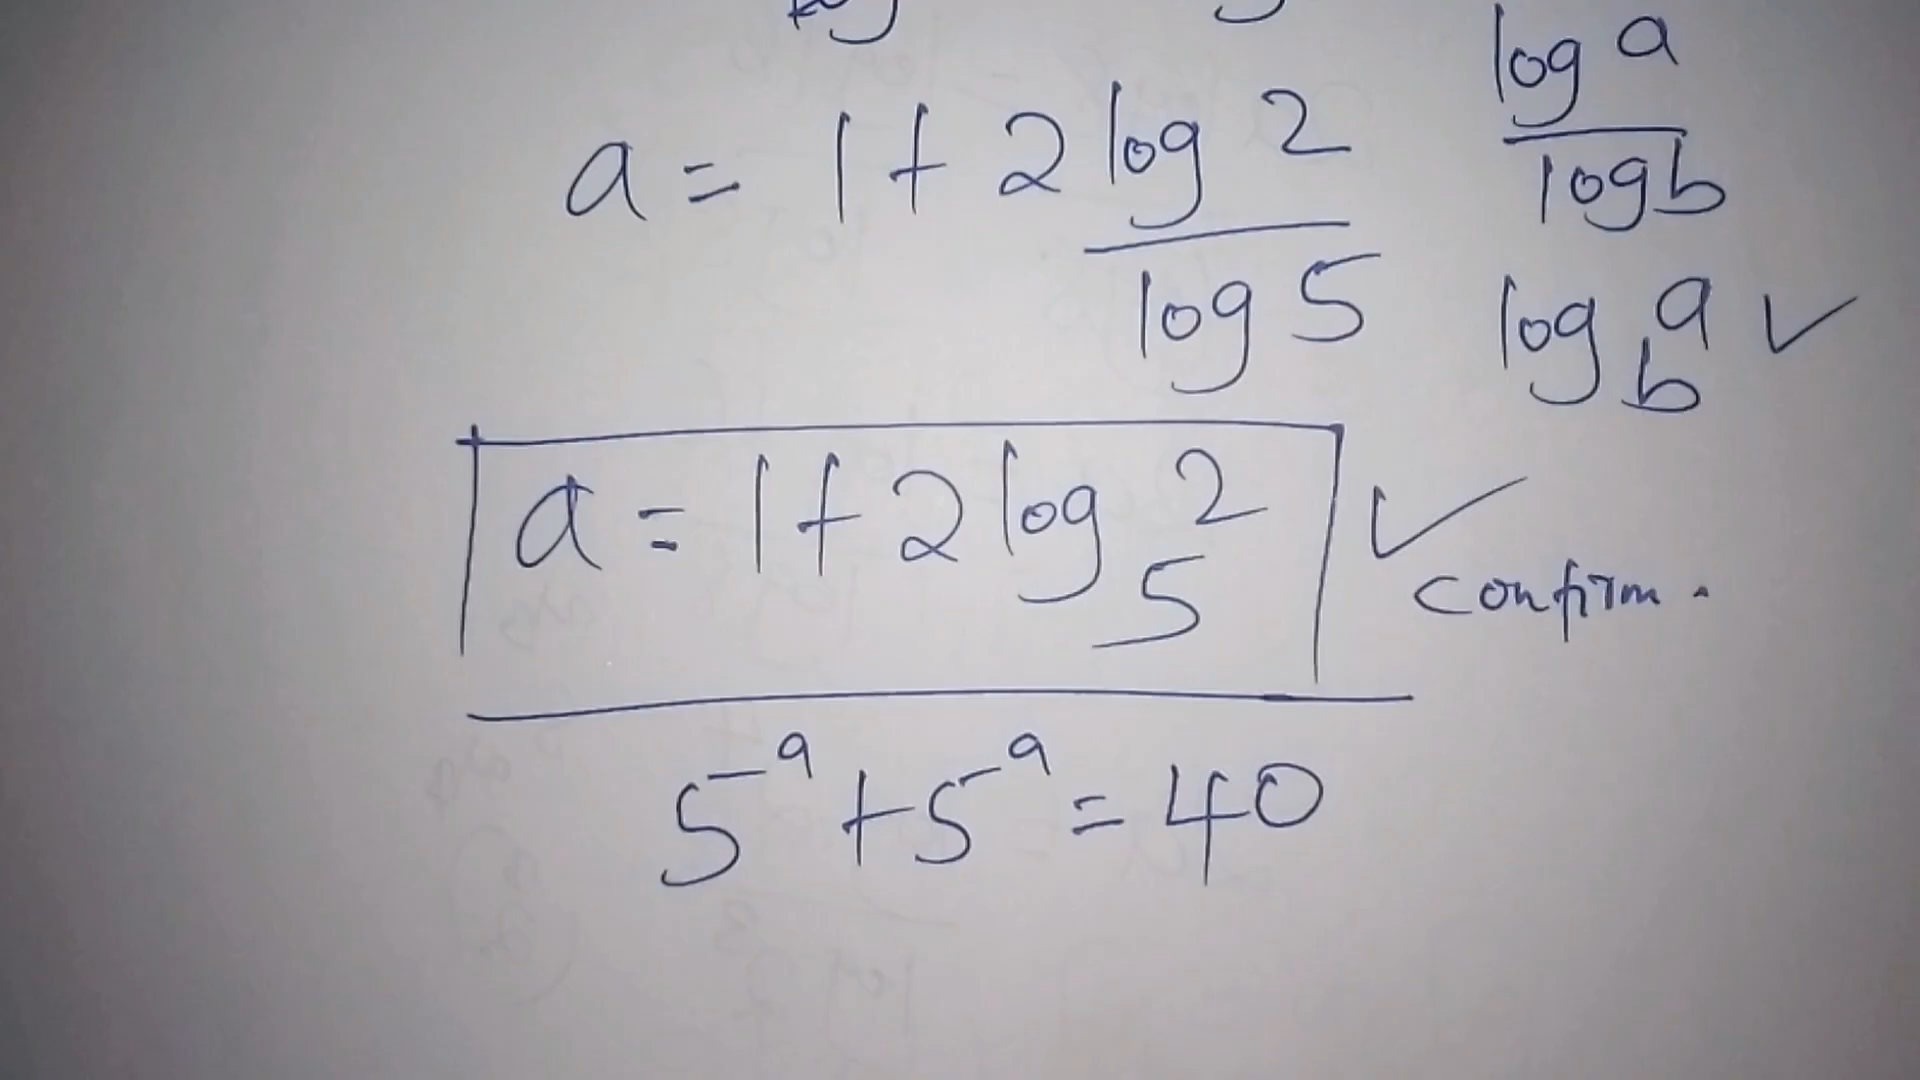 log a
a = 1 + 2 log 2
log b
log 5
log_b a ✓
a = 1 + 2 log_5 2 ✓
confirm.
5^-a + 5^-a = 40